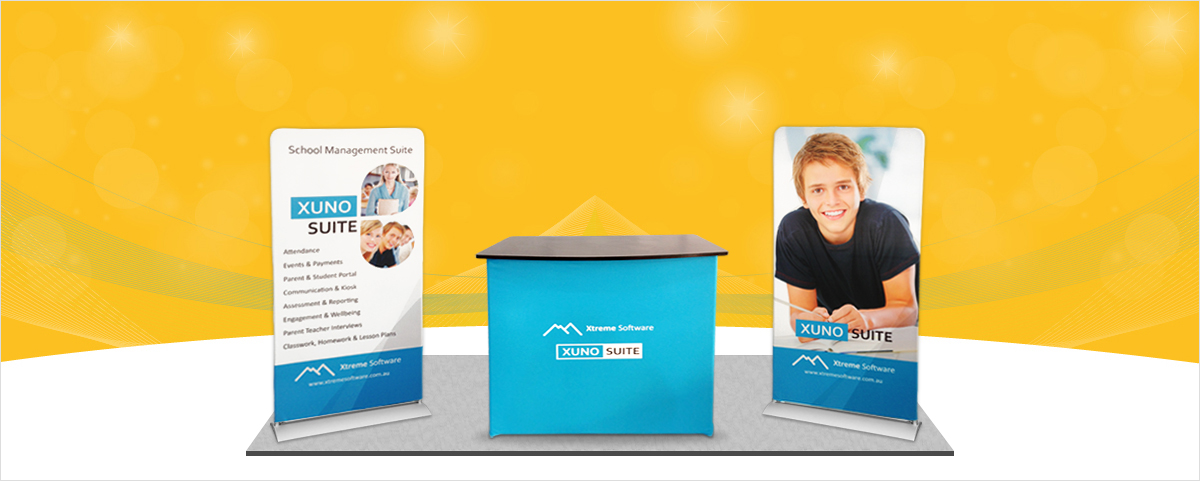 School Management Suite
XUNO
SUITE
Attendance
Events & Payments
Parent & Student Portal
Communication & Kiosk
Assessment & Reporting
Engagement & Wellbeing
Parent Teacher Interviews
Classwork, Homework & Lesson Plans
Xtreme Software
www.xtremesoftware.com.au
Xtreme Software
XUNO SUITE
XUNO SUITE
Xtreme Software
www.xtremesoftware.com.au